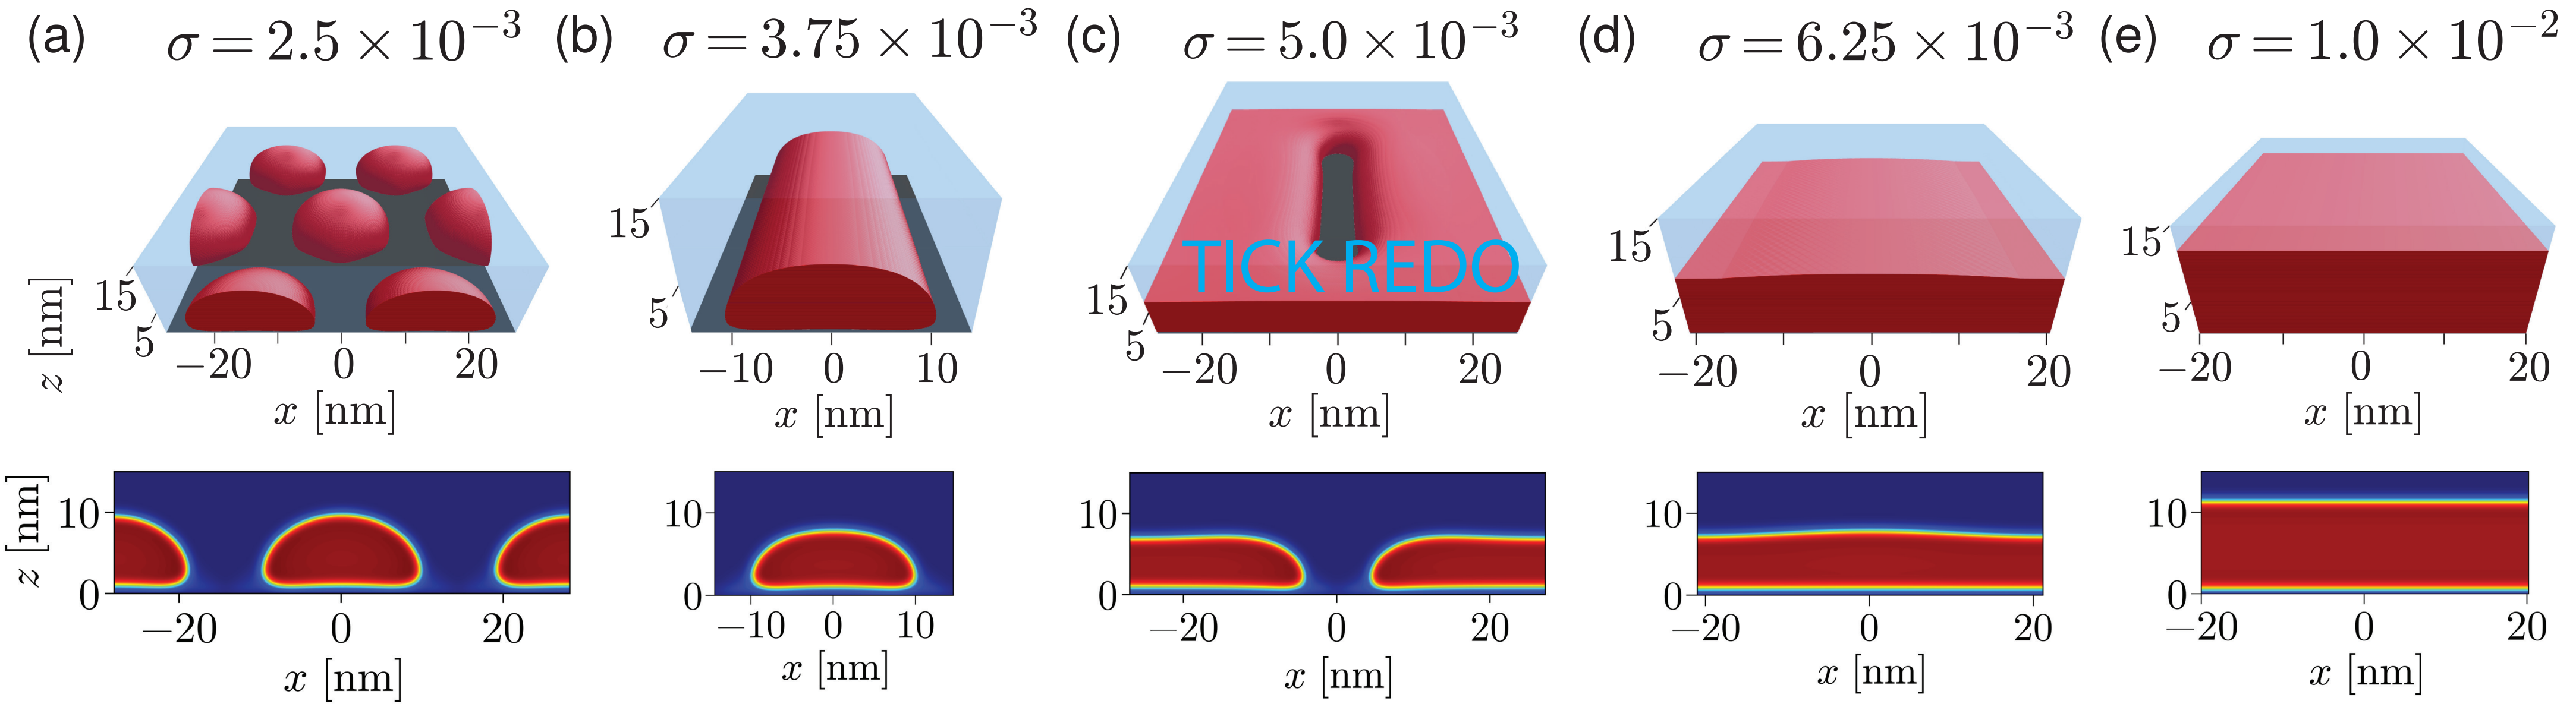 (a) σ = 2.5 × 10⁻³ (b) σ = 3.75 × 10⁻³ (c) σ = 5.0 × 10⁻³ (d) σ = 6.25 × 10⁻³ (e) σ = 1.0 × 10⁻²
z [nm]
15
5
−20 0 20
x [nm]
15
5
−10 0 10
x [nm]
TICK REDO
15
5
−20 0 20
x [nm]
15
5
−20 0 20
x [nm]
15
5
−20 0 20
x [nm]
z [nm]
10
0
−20 0 20
x [nm]
10
0
−10 0 10
x [nm]
10
0
−20 0 20
x [nm]
10
0
−20 0 20
x [nm]
10
0
−20 0 20
x [nm]